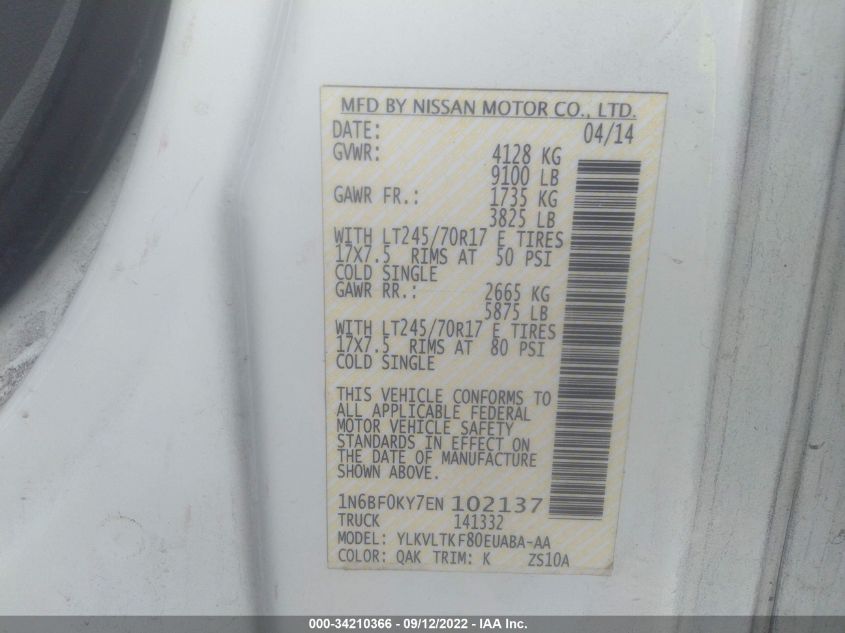 MFD BY NISSAN MOTOR CO., LTD.
DATE: 04/14
GVWR: 4128 KG
9100 LB
GAWR FR.: 1735 KG
3825 LB
WITH LT245/70R17 E TIRES
17X7.5 RIMS AT 50 PSI
COLD SINGLE
GAWR RR.: 2665 KG
5875 LB
WITH LT245/70R17 E TIRES
17X7.5 RIMS AT 80 PSI
COLD SINGLE
THIS VEHICLE CONFORMS TO
ALL APPLICABLE FEDERAL
MOTOR VEHICLE SAFETY
STANDARDS IN EFFECT ON
THE DATE OF MANUFACTURE
SHOWN ABOVE.
1N6BF0KY7EN 102137
TRUCK 141332
MODEL: YLKVLTKF80EUABA-AA
COLOR: QAK TRIM: K ZS10A
000-34210366 - 09/12/2022 - IAA Inc.